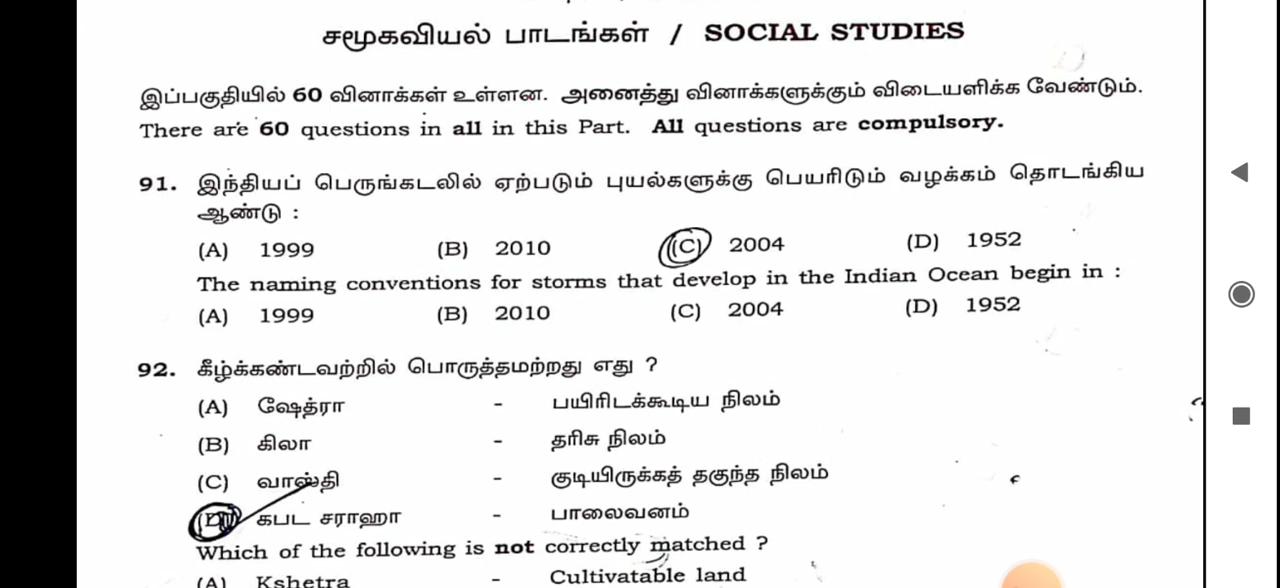 சமூகவியல் பாடங்கள் / SOCIAL STUDIES
இப்பகுதியில் 60 வினாக்கள் உள்ளன. அனைத்து வினாக்களுக்கும் விடையளிக்க வேண்டும்.
There are 60 questions in all in this Part. All questions are compulsory.
91. இந்தியப் பெருங்கடலில் ஏற்படும் புயல்களுக்கு பெயரிடும் வழக்கம் தொடங்கிய
ஆண்டு :
(A) 1999 (B) 2010 (C) 2004 (D) 1952
The naming conventions for storms that develop in the Indian Ocean begin in :
(A) 1999 (B) 2010 (C) 2004 (D) 1952
92. கீழ்க்கண்டவற்றில் பொருத்தமற்றது எது ?
(A) ஷேத்ரா - பயிரிடக்கூடிய நிலம்
(B) கிலா - தரிசு நிலம்
(C) வாஸ்தி - குடியிருக்கத் தகுந்த நிலம்
(D) கபட சராஹா - பாலைவனம்
Which of the following is not correctly matched ?
(A) Kshetra - Cultivatable land